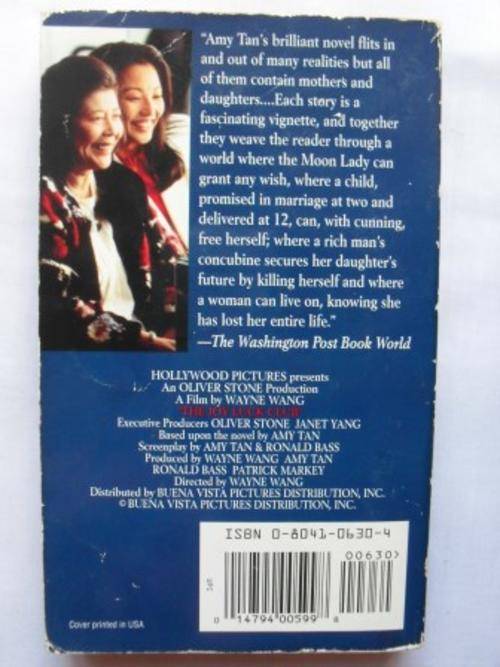 "Amy Tan's brilliant novel flits in
and out of many realities but all
of them contain mothers and
daughters....Each story is a
fascinating vignette, and together
they weave the reader through a
world where the Moon Lady can
grant any wish, where a child,
promised in marriage at two and
delivered at 12, can, with cunning,
free herself; where a rich man's
concubine secures her daughter's
future by killing herself and where
a woman can live on, knowing she
has lost her entire life."
—The Washington Post Book World
HOLLYWOOD PICTURES presents
An OLIVER STONE Production
A Film by WAYNE WANG
"THE JOY LUCK CLUB"
Executive Producers OLIVER STONE JANET YANG
Based upon the novel by AMY TAN
Screenplay by AMY TAN & RONALD BASS
Produced by WAYNE WANG AMY TAN
RONALD BASS PATRICK MARKEY
Directed by WAYNE WANG
Distributed by BUENA VISTA PICTURES DISTRIBUTION, INC.
© BUENA VISTA PICTURES DISTRIBUTION, INC.
ISBN 0-8041-0630-4
00630>
0 14794 00599 8
Cover printed in USA